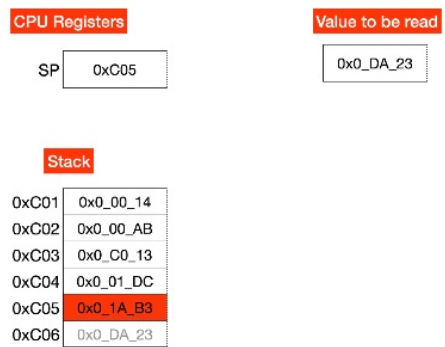 CPU Registers
Value to be read
SP 0xC05
0x0_DA_23
Stack
0xC01 0x0_00_14
0xC02 0x0_00_AB
0xC03 0x0_C0_13
0xC04 0x0_01_DC
0xC05 0x0_1A_B3
0xC06 0x0_DA_23